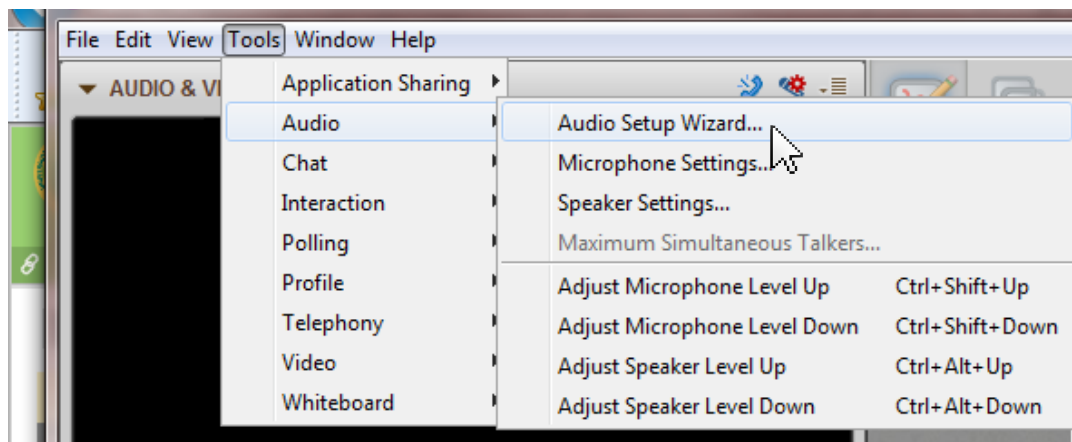 File Edit View Tools Window Help
AUDIO & VI
Application Sharing
Audio
Chat
Interaction
Polling
Profile
Telephony
Video
Whiteboard
Audio Setup Wizard...
Microphone Settings...
Speaker Settings...
Maximum Simultaneous Talkers...
Adjust Microphone Level Up Ctrl+Shift+Up
Adjust Microphone Level Down Ctrl+Shift+Down
Adjust Speaker Level Up Ctrl+Alt+Up
Adjust Speaker Level Down Ctrl+Alt+Down